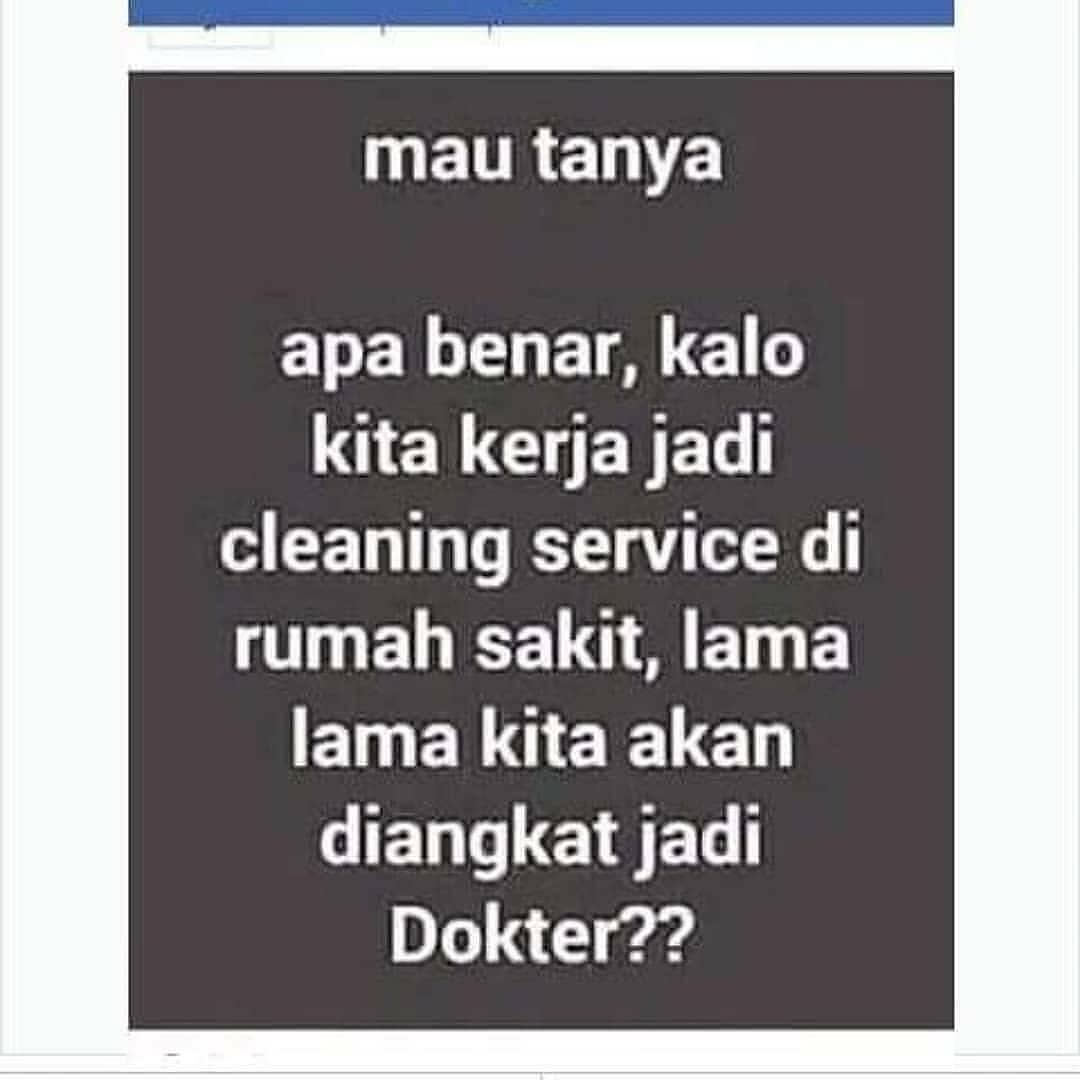 mau tanya
apa benar, kalo
kita kerja jadi
cleaning service di
rumah sakit, lama
lama kita akan
diangkat jadi
Dokter??